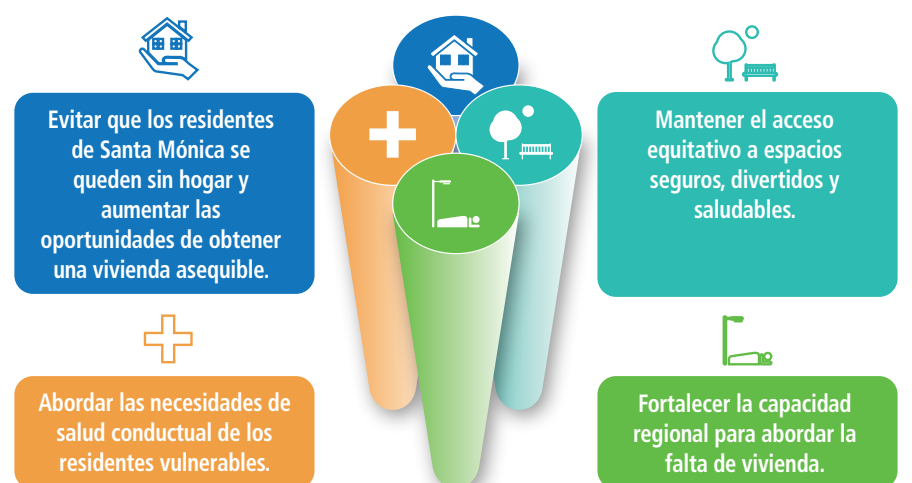 Evitar que los residentes
de Santa Mónica se
queden sin hogar y
aumentar las
oportunidades de obtener
una vivienda asequible.
Mantener el acceso
equitativo a espacios
seguros, divertidos y
saludables.
Abordar las necesidades de
salud conductual de los
residentes vulnerables.
Fortalecer la capacidad
regional para abordar la
falta de vivienda.